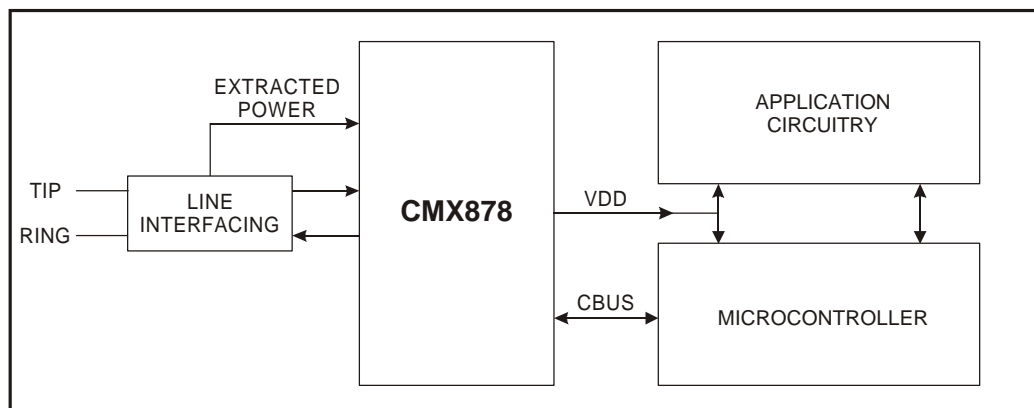 EXTRACTED
POWER
TIP
RING
LINE
INTERFACING
CMX878
VDD
CBUS
APPLICATION
CIRCUITRY
MICROCONTROLLER